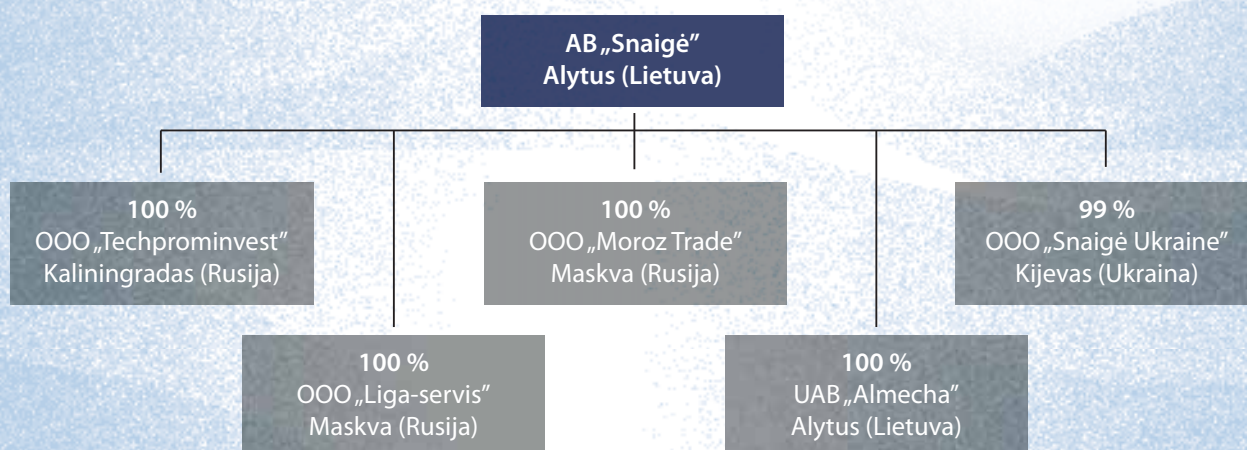 AB „Snaigė”
Alytus (Lietuva)
100 %
OOO „Techprominvest”
Kaliningradas (Rusija)
100 %
OOO „Moroz Trade”
Maskva (Rusija)
99 %
OOO „Snaigė Ukraine”
Kijevas (Ukraina)
100 %
OOO „Liga-servis”
Maskva (Rusija)
100 %
UAB „Almecha”
Alytus (Lietuva)